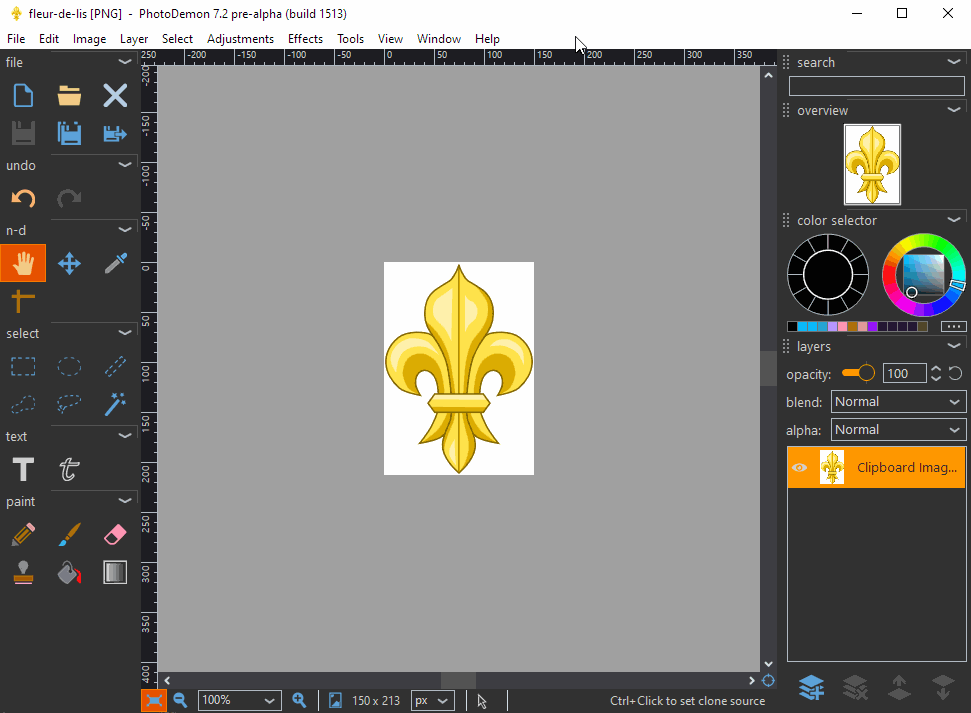 fleur-de-lis [PNG] - PhotoDemon 7.2 pre-alpha (build 1513)
File Edit Image Layer Select Adjustments Effects Tools View Window Help
file
undo
n-d
select
text
paint
250 -200 -150 -100 -50 0 50 100 150 200 250 300 350
-200
-150
-100
-50
0
50
100
150
200
250
300
350
400
search
overview
color selector
layers
opacity: 100
blend: Normal
alpha: Normal
Clipboard Imag...
100% 150 x 213 px Ctrl+Click to set clone source